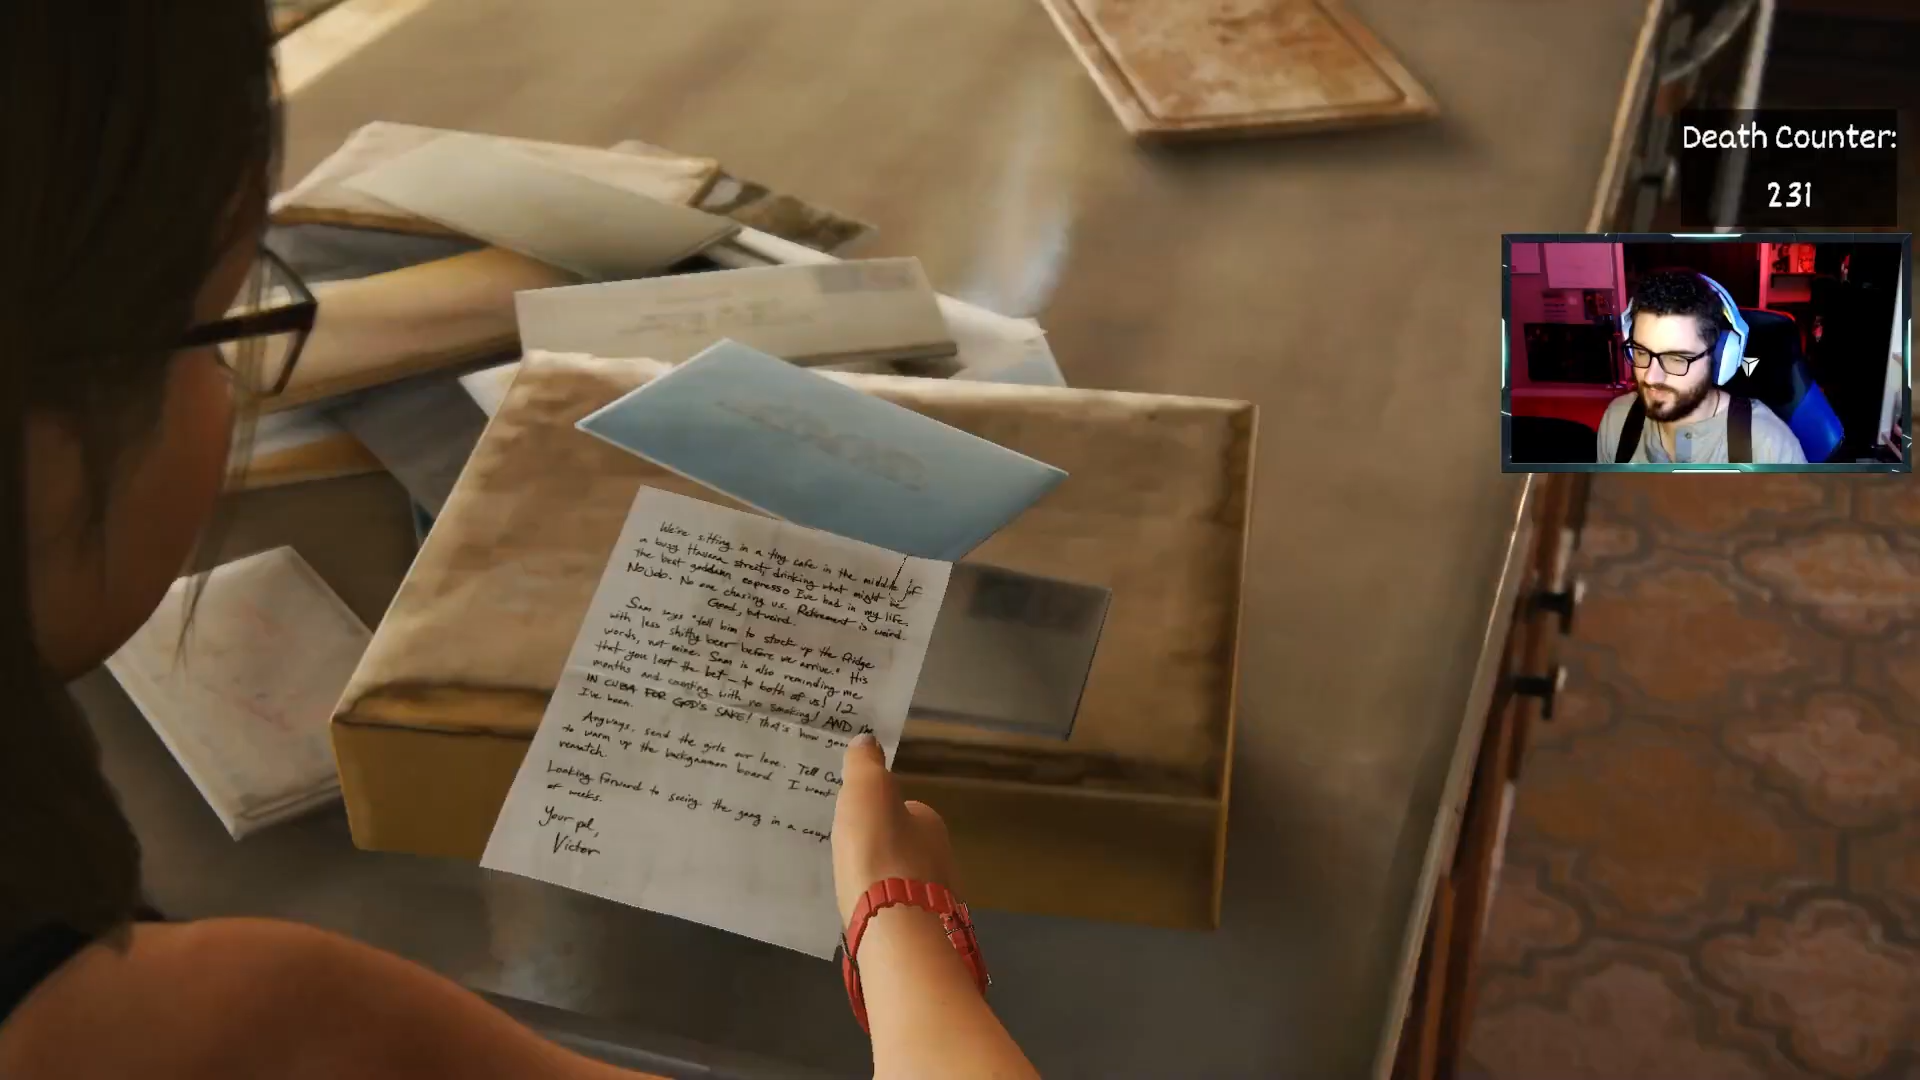 Death Counter:
231
We're sitting in a tiny cafe in the middle of
a busy Havana street, drinking what might be
the best goddamn espresso I've had in my life.
No job. No one chasing us. Retirement is weird.
Good, but weird.
Sam says "tell him to stock up the fridge
with less shitty beer before we arrive." His
words, not mine. Sam is also reminding me
that you lost the bet — to both of us! 12
months and counting with no smoking! AND
IN CUBA FOR GOD'S SAKE! That's how good
I've been.
Anyways, send the girls our love. Tell
to warm up the backgammon board. I want
rematch.
Looking forward to seeing the gang in a
of weeks.
Your pal,
Victor